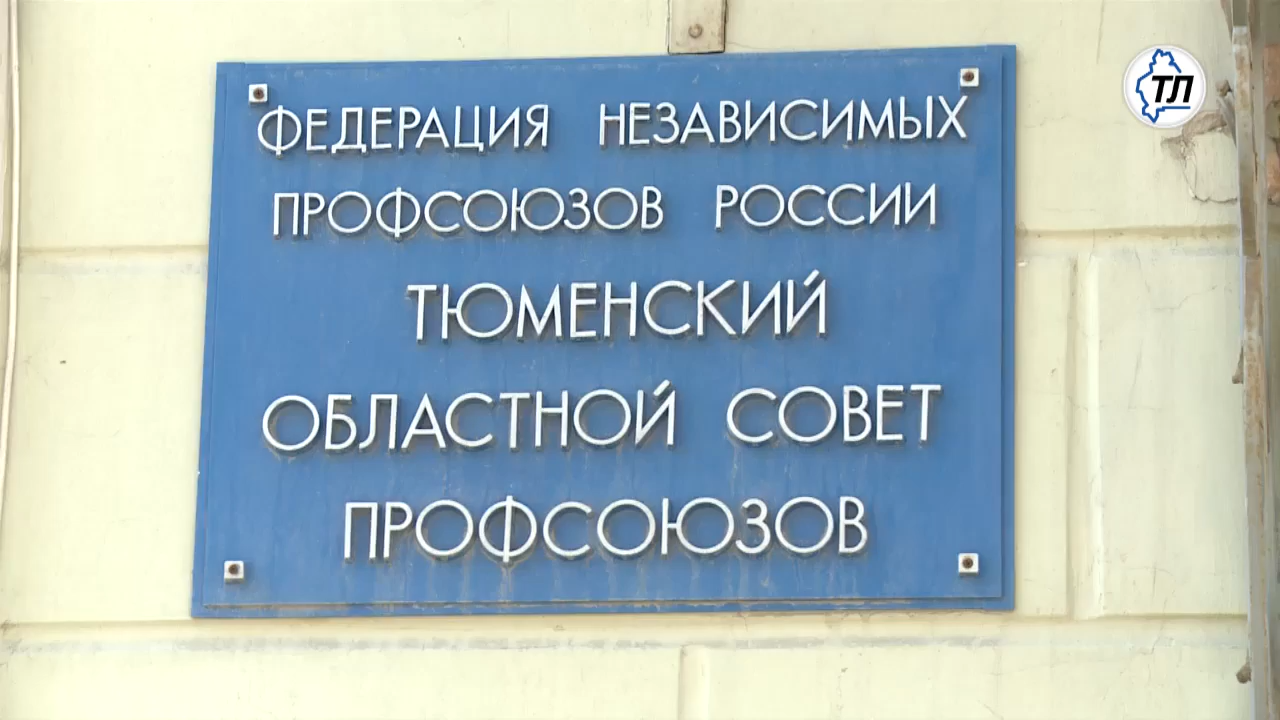 ТЛ
ФЕДЕРАЦИЯ НЕЗАВИСИМЫХ
ПРОФСОЮЗОВ РОССИИ
ТЮМЕНСКИЙ
ОБЛАСТНОЙ СОВЕТ
ПРОФСОЮЗОВ